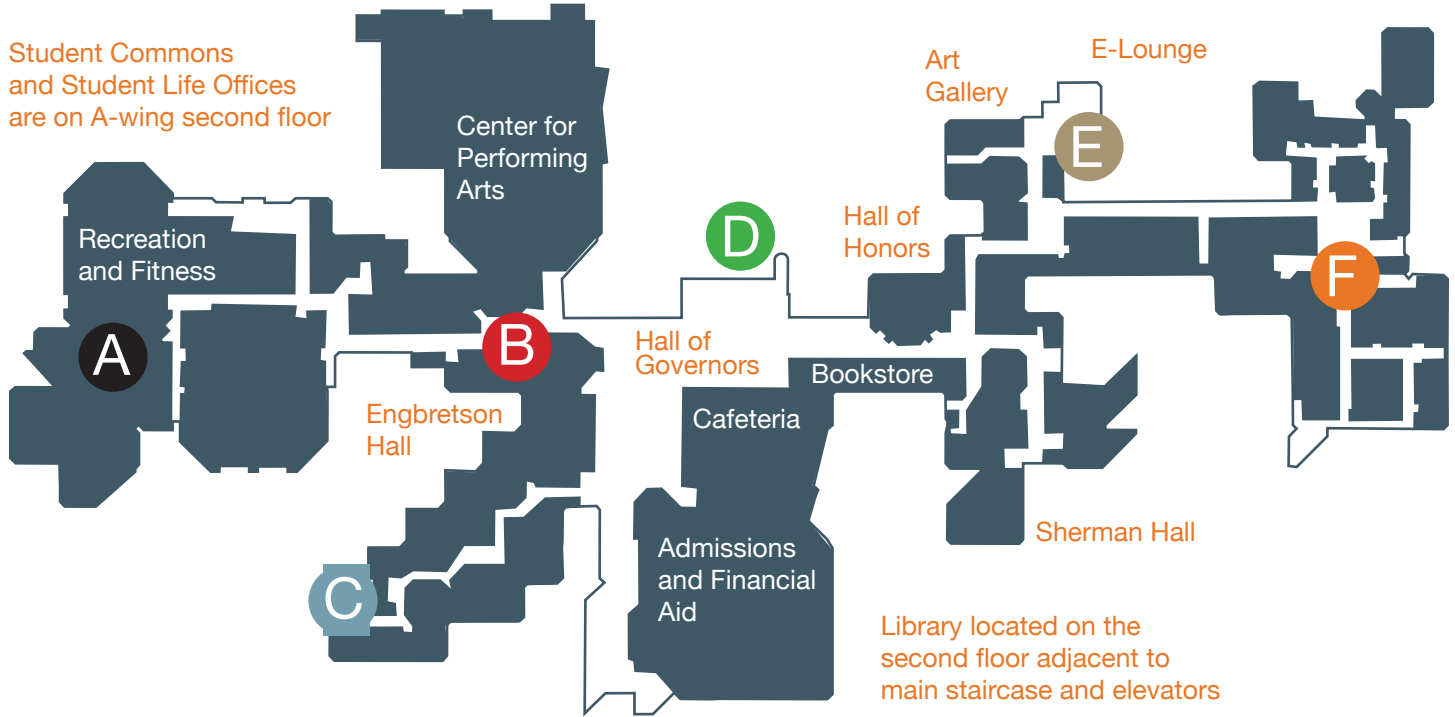 Student Commons
and Student Life Offices
are on A-wing second floor
Center for
Performing
Arts
Art
Gallery
E-Lounge
E
Recreation
and Fitness
D
Hall of
Honors
F
A
B
Hall of
Governors
Bookstore
Engbretson
Hall
Cafeteria
Sherman Hall
Admissions
and Financial
Aid
C
Library located on the
second floor adjacent to
main staircase and elevators